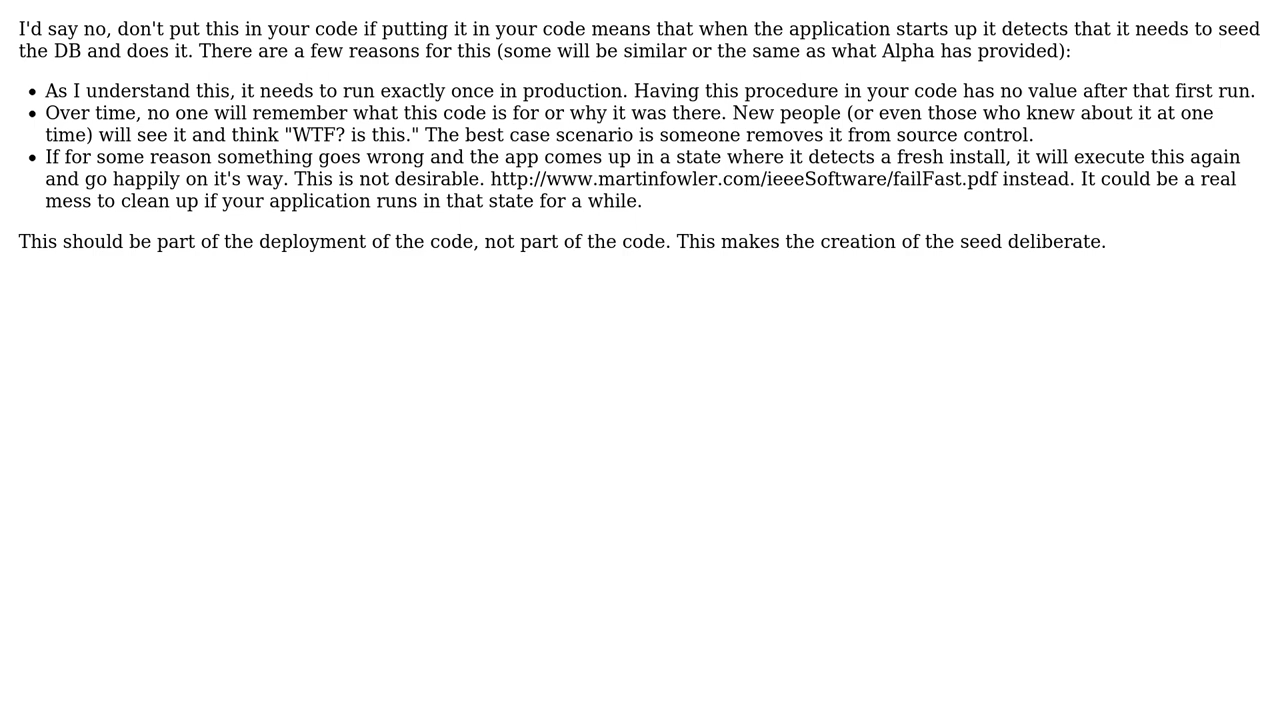 I'd say no, don't put this in your code if putting it in your code means that when the application starts up it detects that it needs to seed
the DB and does it. There are a few reasons for this (some will be similar or the same as what Alpha has provided):
• As I understand this, it needs to run exactly once in production. Having this procedure in your code has no value after that first run.
• Over time, no one will remember what this code is for or why it was there. New people (or even those who knew about it at one
time) will see it and think "WTF? is this." The best case scenario is someone removes it from source control.
• If for some reason something goes wrong and the app comes up in a state where it detects a fresh install, it will execute this again
and go happily on it's way. This is not desirable. http://www.martinfowler.com/ieeeSoftware/failFast.pdf instead. It could be a real
mess to clean up if your application runs in that state for a while.
This should be part of the deployment of the code, not part of the code. This makes the creation of the seed deliberate.